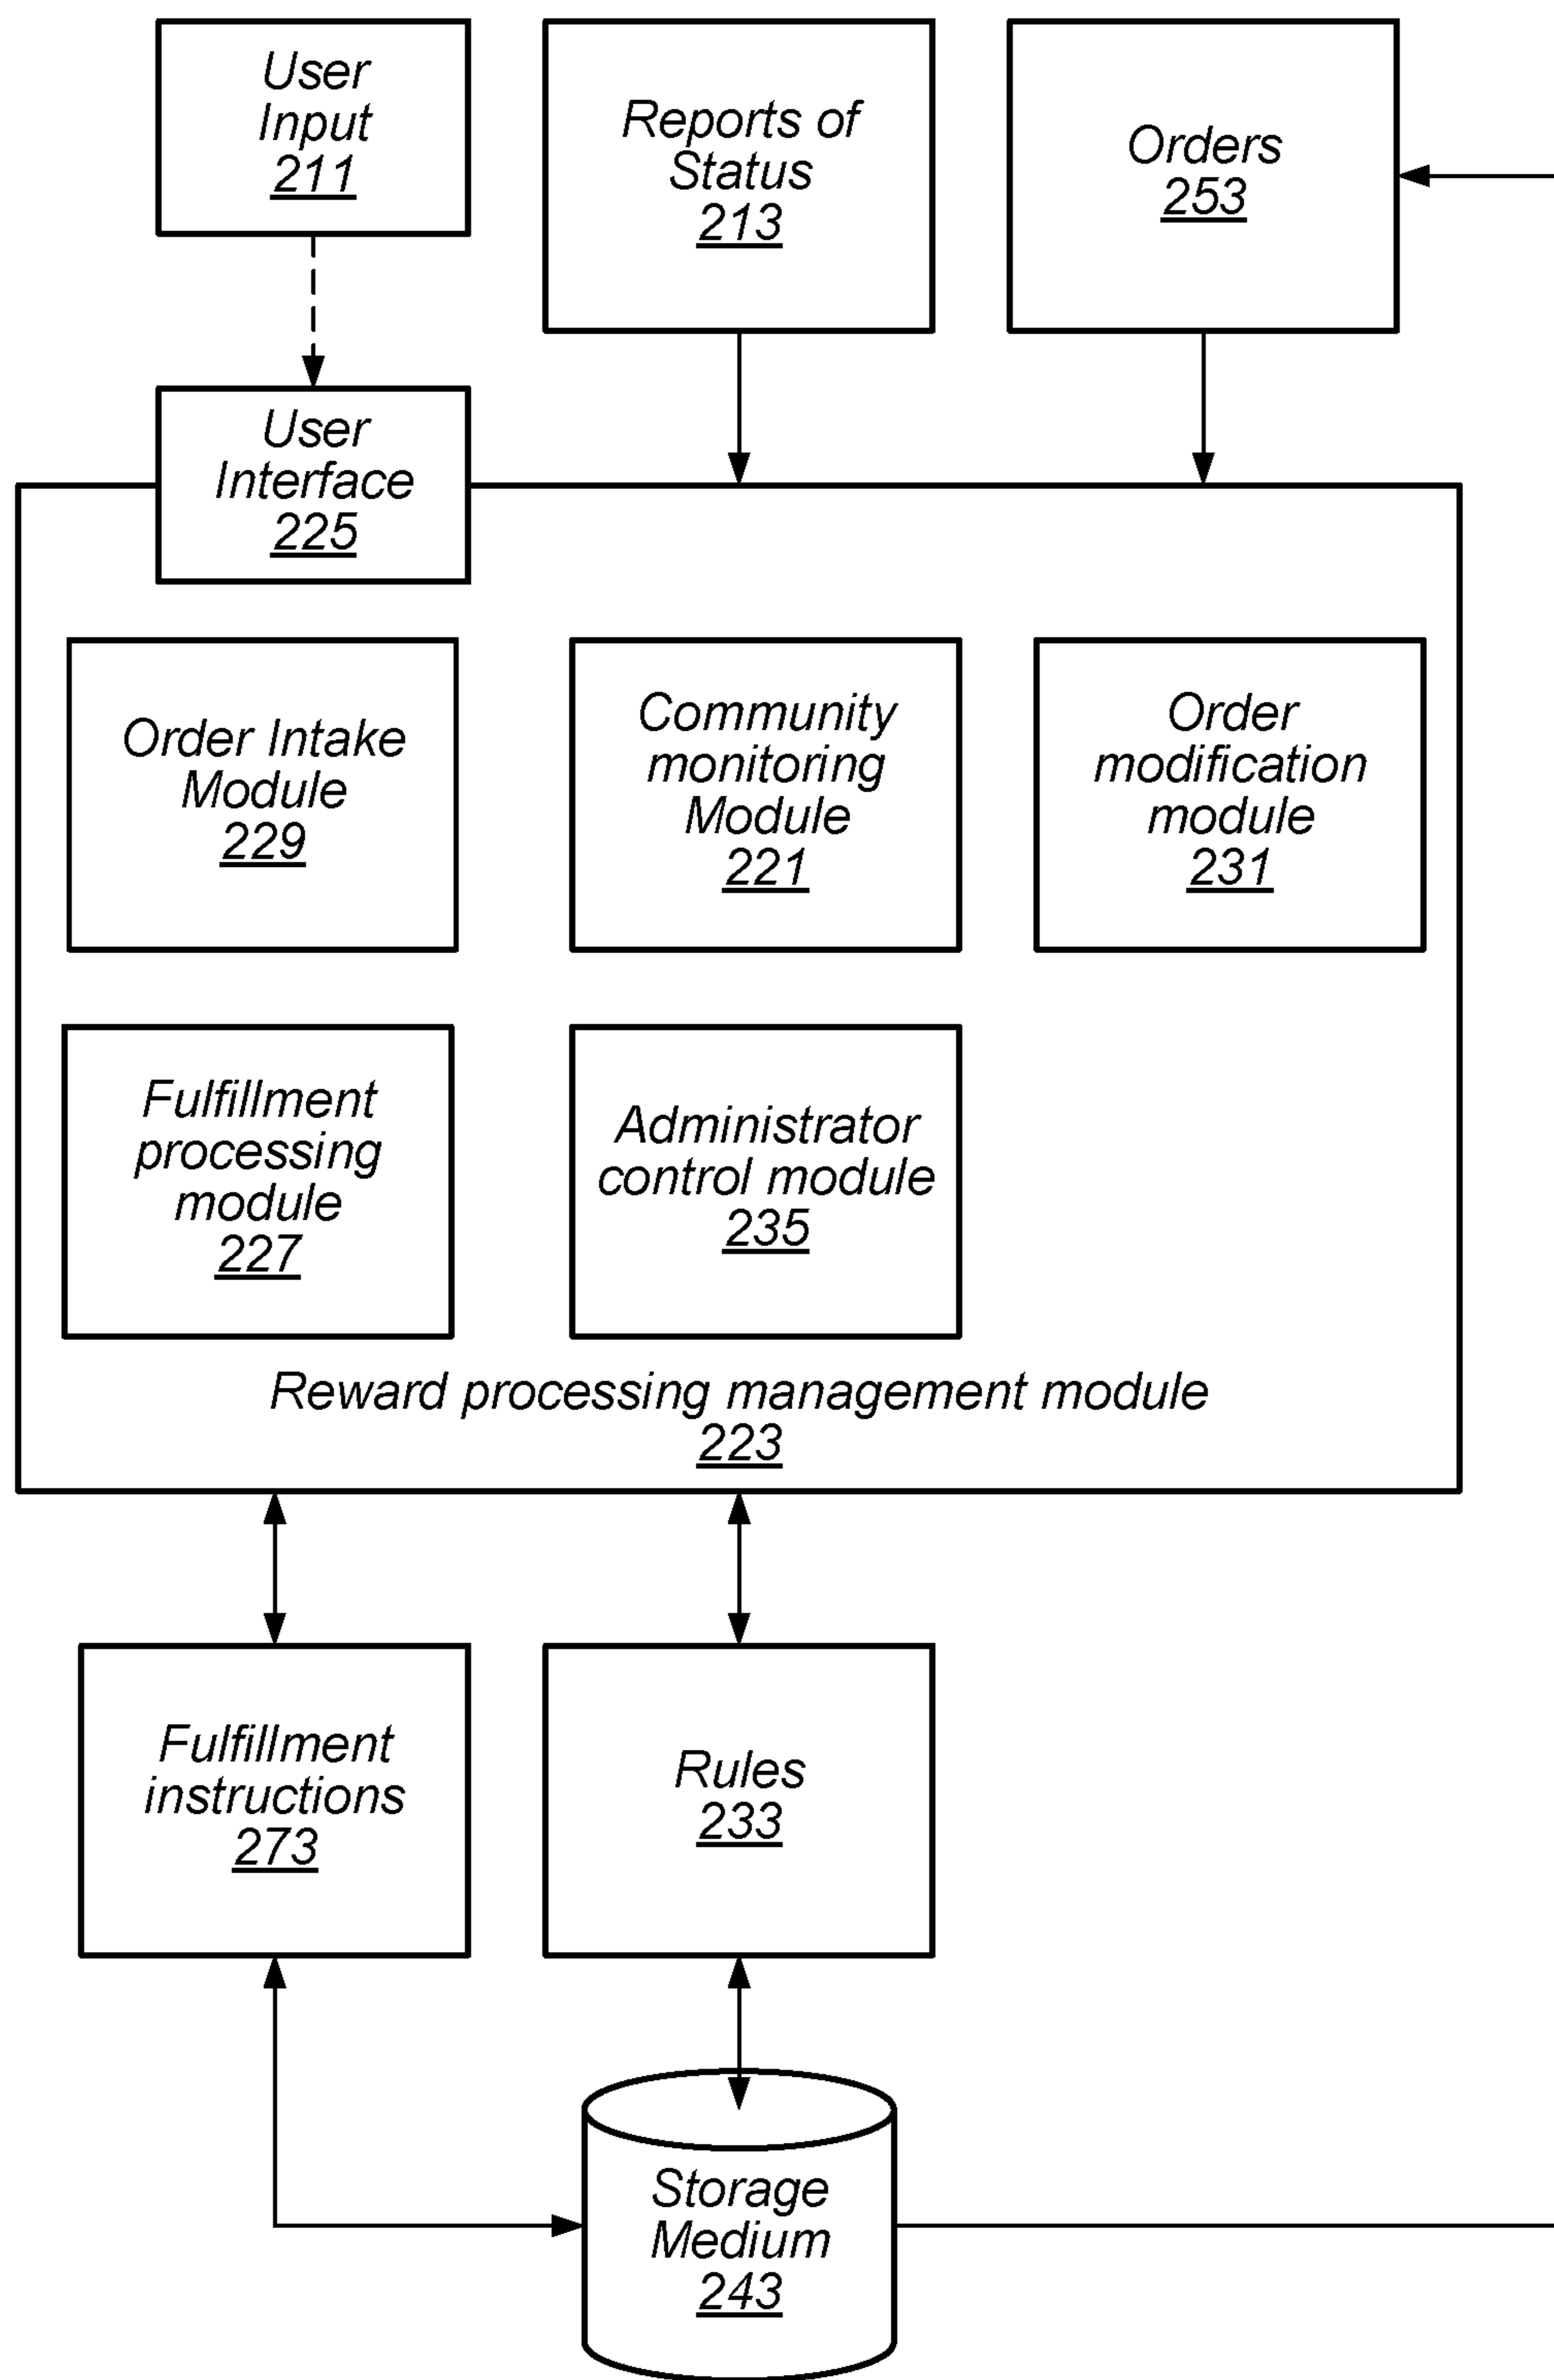 User
Input
211
Reports of
Status
213
Orders
253
User
Interface
225
Order Intake
Module
229
Community
monitoring
Module
221
Order
modification
module
231
Fulfillment
processing
module
227
Administrator
control module
235
Reward processing management module
223
Fulfillment
instructions
273
Rules
233
Storage
Medium
243